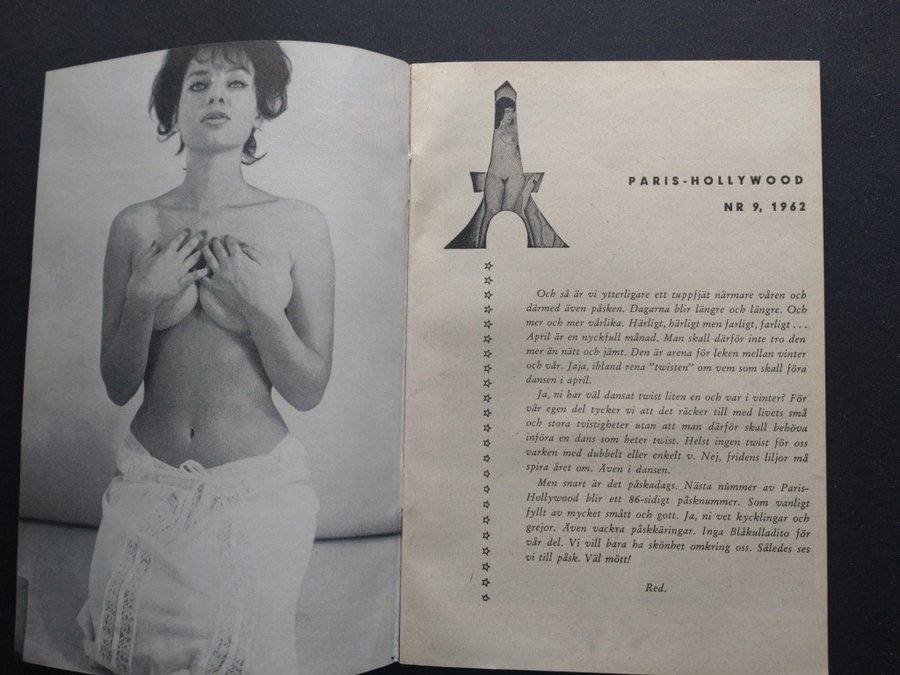 PARIS-HOLLYWOOD
NR 9, 1962
Och så är vi ytterligare ett tuppfjät närmare våren och
därmed även påsken. Dagarna blir längre och längre. Och
mer och mer vårlika. Härligt, härligt men farligt, farligt . . .
April är en nyckfull månad. Man skall därför inte tro den
mer än nätt och jämt. Den är arena för leken mellan vinter
och vår. Jaja, ibland rena "twisten" om vem som skall föra
dansen i april.
Ja, ni har väl dansat twist liten en och var i vinter? För
vår egen del tycker vi att det räcker till med livets små
och stora tvistigheter utan att man därför skall behöva
införa en dans som heter twist. Helst ingen twist för oss
varken med dubbelt eller enkelt v. Nej, fridens liljor må
spira året om. Även i dansen.
Men snart är det påskadags. Nästa nummer av Paris-
Hollywood blir ett 86-sidigt påsknummer. Som vanligt
fyllt av mycket smått och gott. Ja, ni vet kycklingar och
grejor. Även vackra påskkäringar. Inga Blåkulladito för
vår del. Vi vill bara ha skönhet omkring oss. Således ses
vi till påsk. Väl mött!
Red.